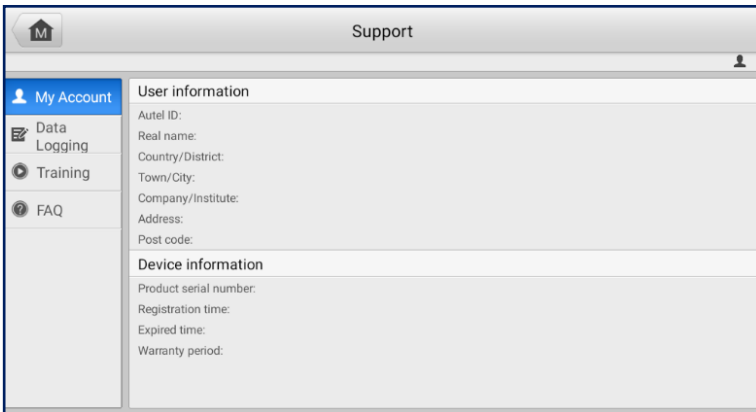 M
Support
My Account
Data
Logging
Training
FAQ
User information
Autel ID:
Real name:
Country/District:
Town/City:
Company/Institute:
Address:
Post code:
Device information
Product serial number:
Registration time:
Expired time:
Warranty period: